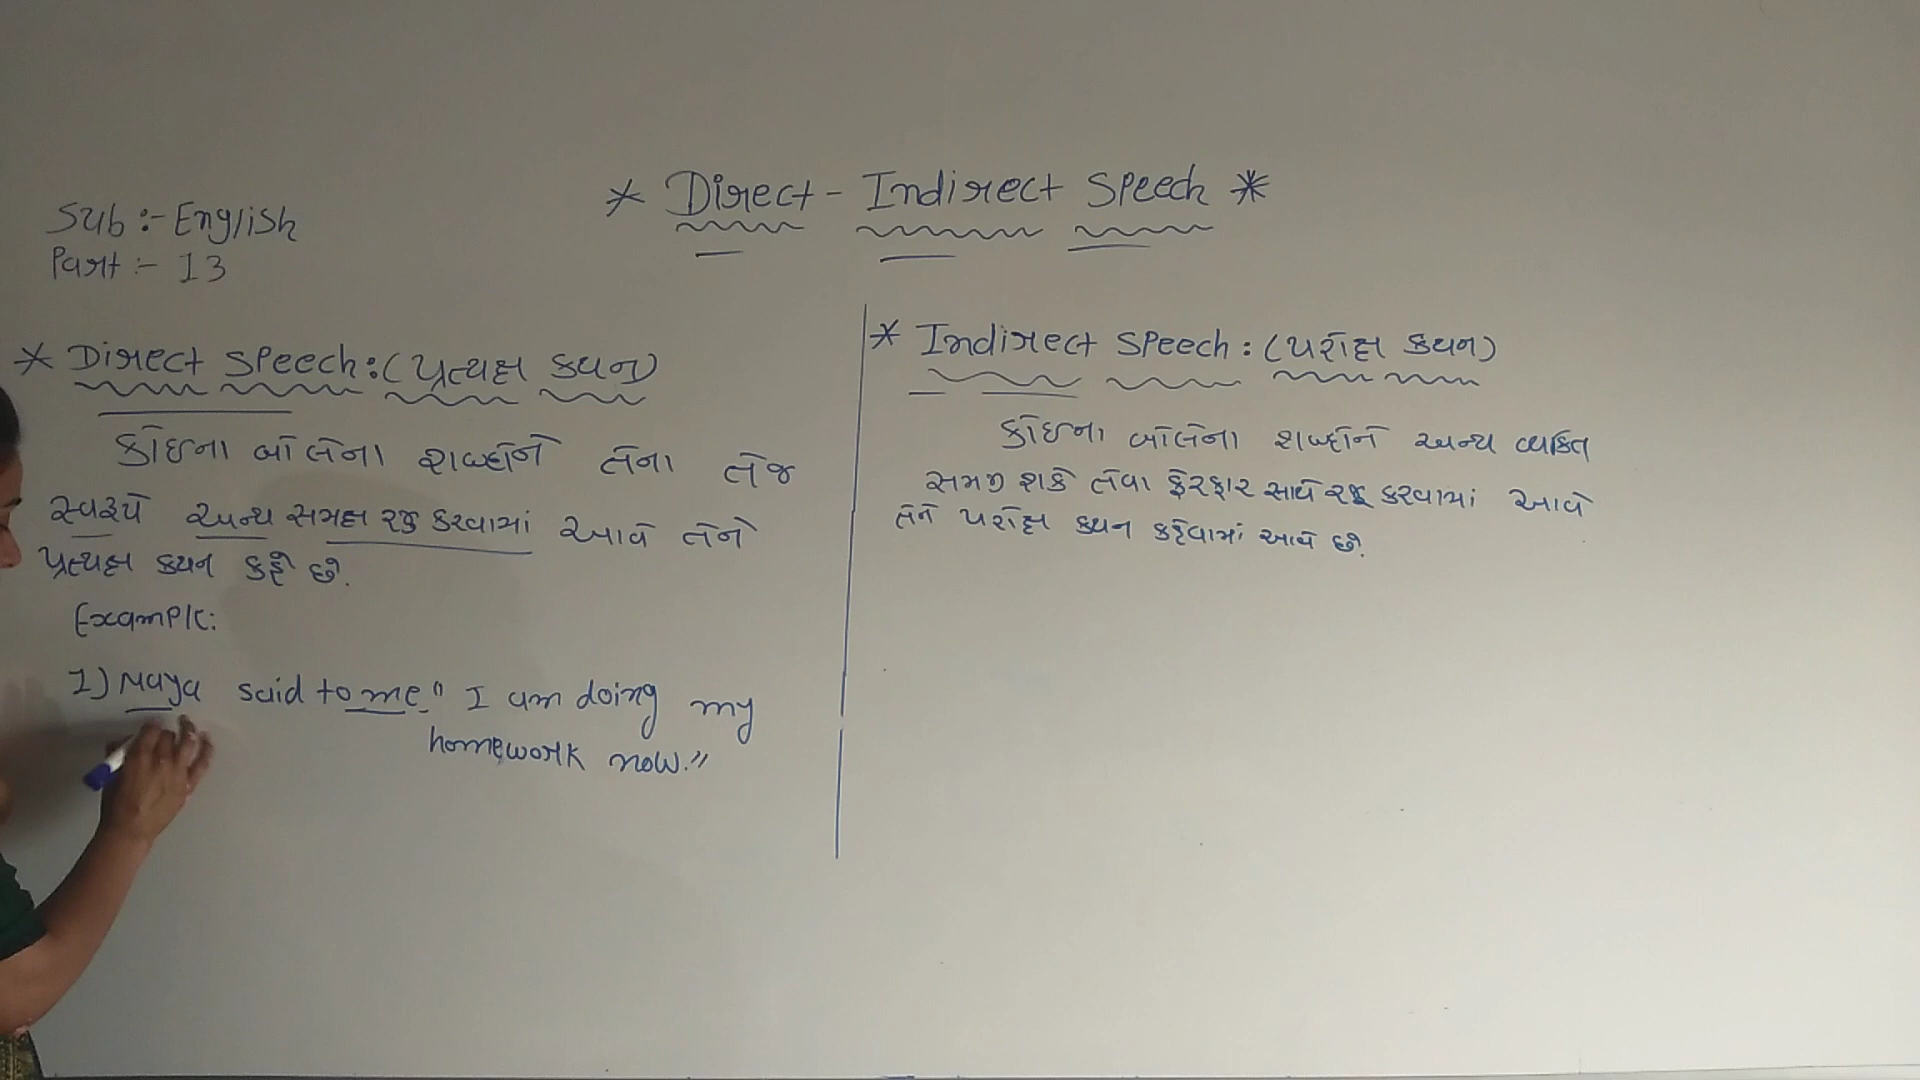 * Direct - Indirect Speech *
Sub :- English
Part :- 13
* Direct Speech : (પ્રત્યક્ષ કથન)
કોઇના બોલેના શબ્દોને તેના તેજ
સ્વરૂપે અન્ય સમક્ષ રજુ કરવામાં આવે તેને
પ્રત્યક્ષ કથન કહે છે.
Example:
1) Maya said to me" I am doing my
homework now."
* Indirect Speech : (પરોક્ષ કથન)
કોઇના બોલેના શબ્દોને અન્ય વ્યક્તિ
સમજી શકે તેવા ફેરફાર સાથે રજૂ કરવામાં આવે
તેને પરોક્ષ કથન કહેવામાં આવે છે.